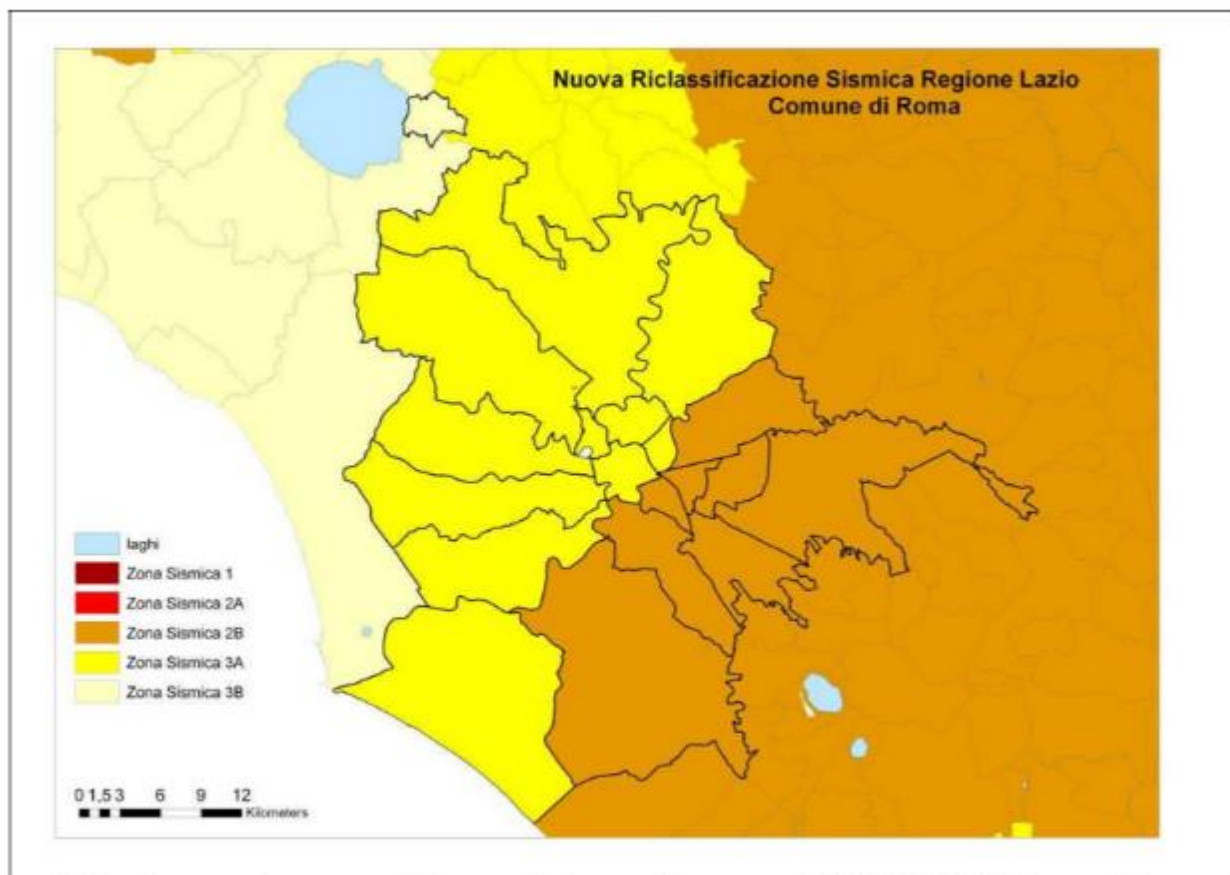 Nuova Riclassificazione Sismica Regione Lazio
Comune di Roma
laghi
Zona Sismica 1
Zona Sismica 2A
Zona Sismica 2B
Zona Sismica 3A
Zona Sismica 3B
0 1,5 3 6 9 12
Kilometers